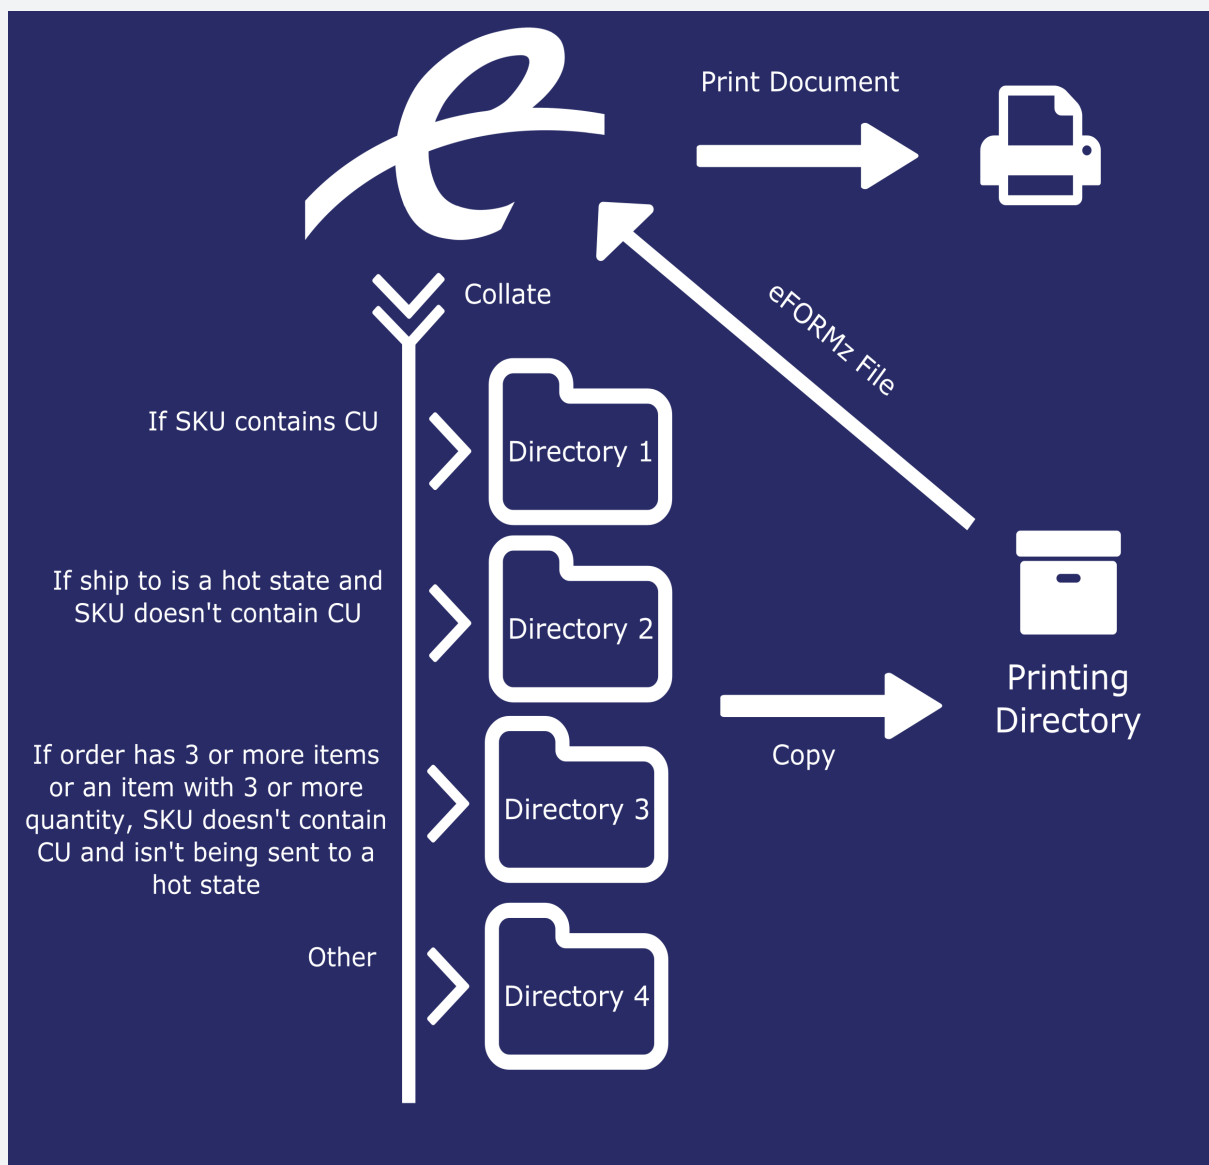 Print Document
Collate
eFORMz File
If SKU contains CU
Directory 1
If ship to is a hot state and
SKU doesn't contain CU
Directory 2
Printing
Directory
Copy
If order has 3 or more items
or an item with 3 or more
quantity, SKU doesn't contain
CU and isn't being sent to a
hot state
Directory 3
Other
Directory 4